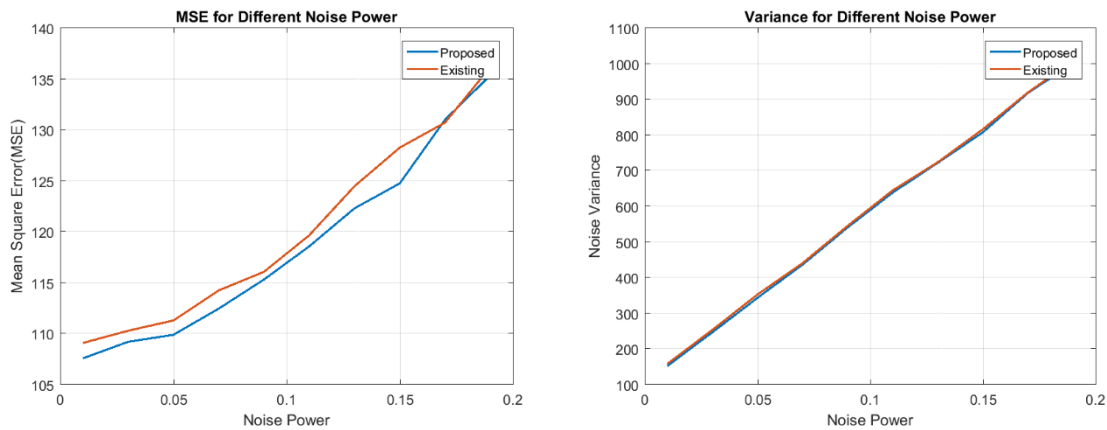 MSE for Different Noise Power
140
135
130
125
120
115
110
105
Mean Square Error(MSE)
0
0.05
0.1
0.15
0.2
Noise Power
Proposed
Existing
Variance for Different Noise Power
1100
1000
900
800
700
600
500
400
300
200
100
Noise Variance
0
0.05
0.1
0.15
0.2
Noise Power
Proposed
Existing